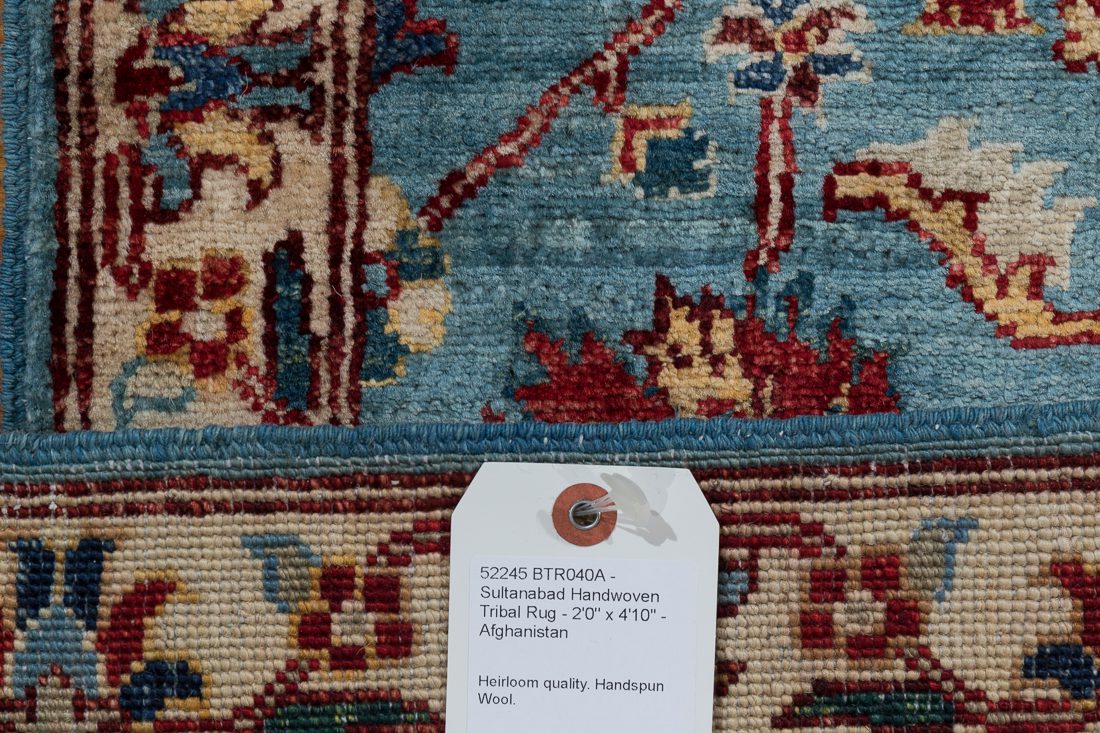 52245 BTR040A -
Sultanabad Handwoven
Tribal Rug - 2'0" x 4'10" -
Afghanistan
Heirloom quality. Handspun
Wool.